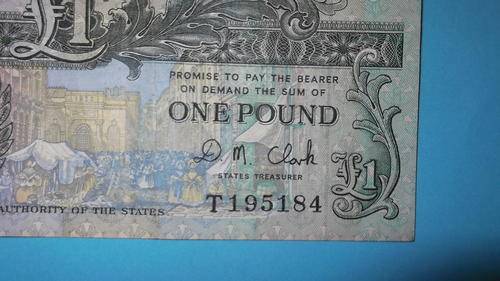 £1
PROMISE TO PAY THE BEARER
ON DEMAND THE SUM OF
ONE POUND
D. M. Clark
STATES TREASURER
£1
AUTHORITY OF THE STATES
T195184